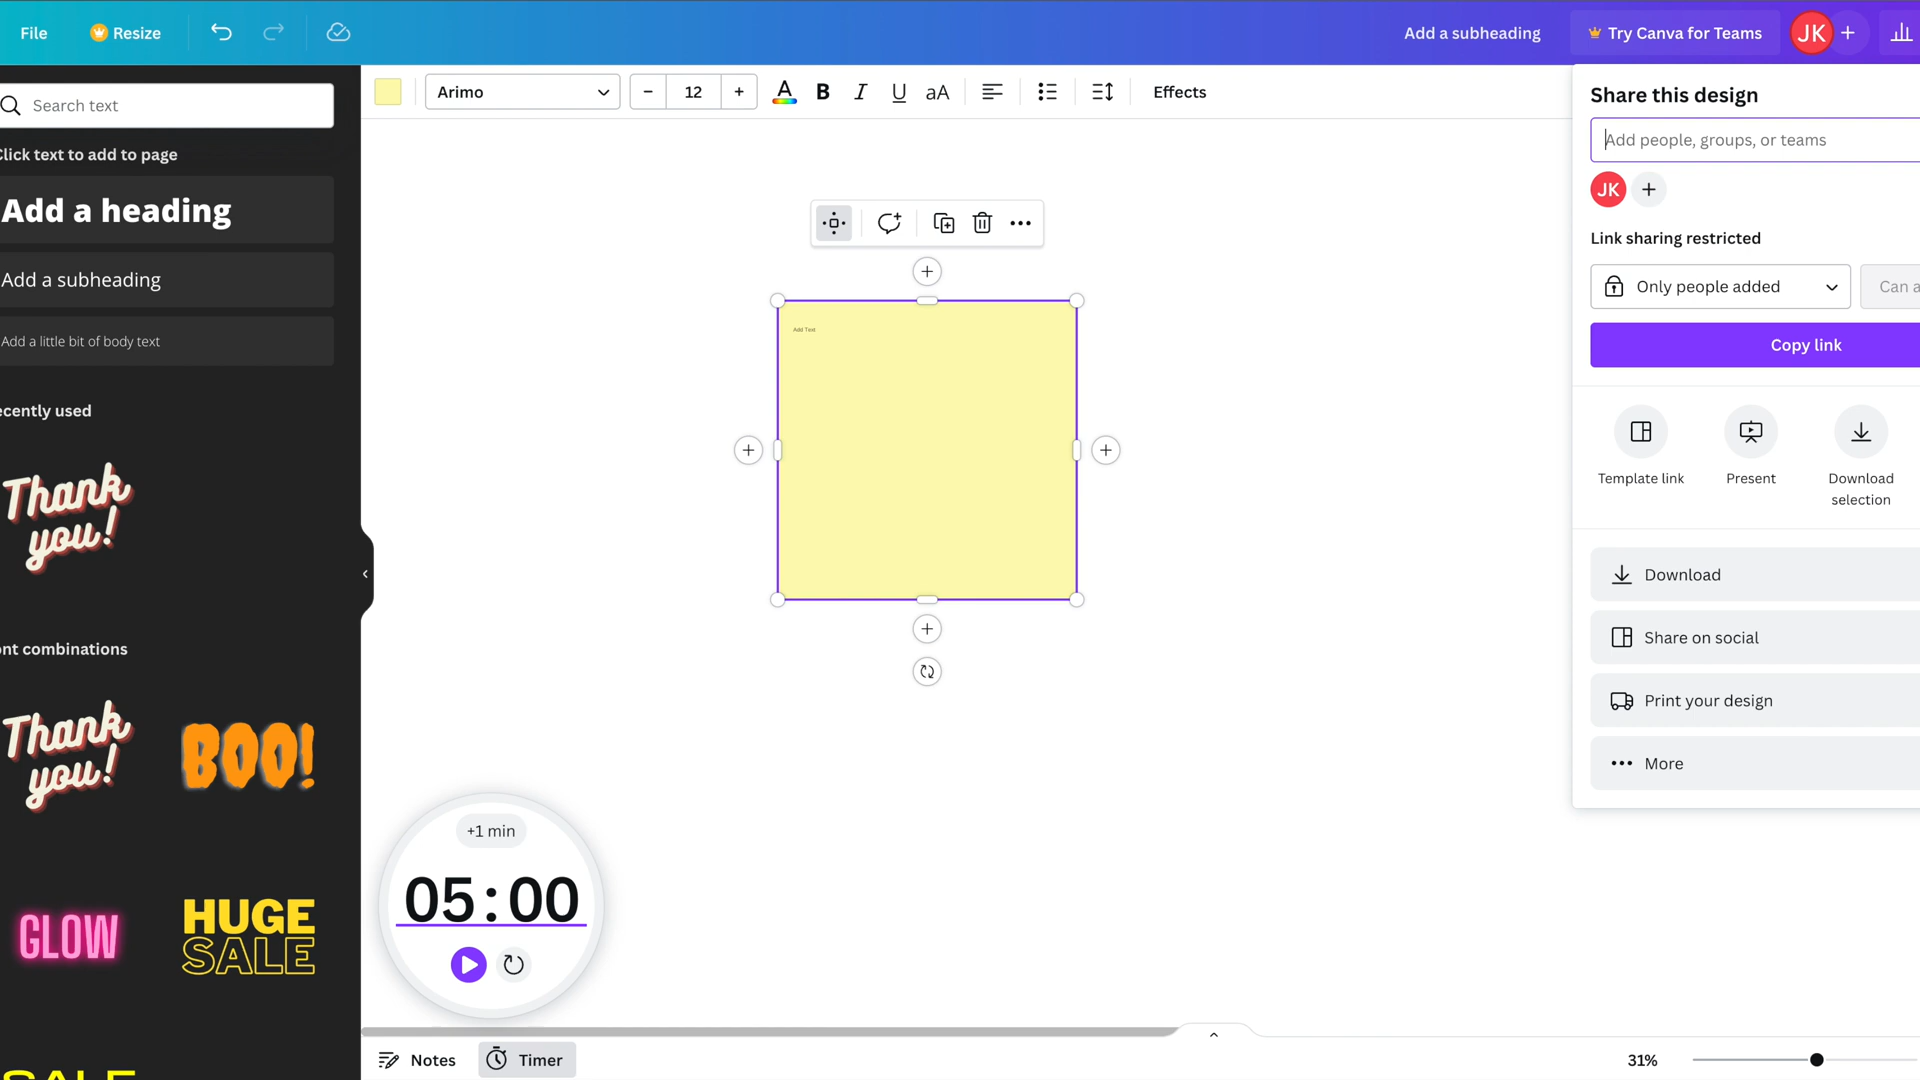 File
Resize
Add a subheading
Try Canva for Teams
JK
Search text
Click text to add to page
Add a heading
Add a subheading
Add a little bit of body text
ecently used
Thank
you!
nt combinations
Thank
you!
BOO!
GLOW
HUGE
SALE
SALE
Arimo
12
A
B
I
U
aA
Effects
Add Text
+1 min
05:00
Notes
Timer
31%
Share this design
Add people, groups, or teams
JK
Link sharing restricted
Only people added
Can a
Copy link
Template link
Present
Download
selection
Download
Share on social
Print your design
More